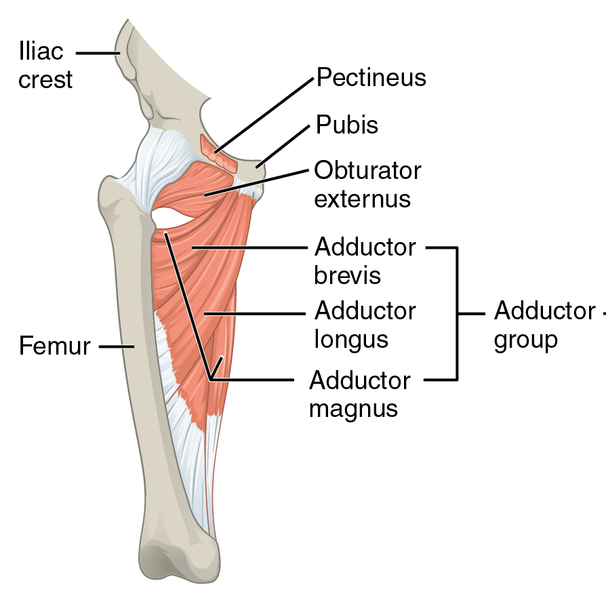 Iliac
crest
Pectineus
Pubis
Obturator
externus
Adductor
brevis
Adductor
longus
Adductor
group
Femur
Adductor
magnus